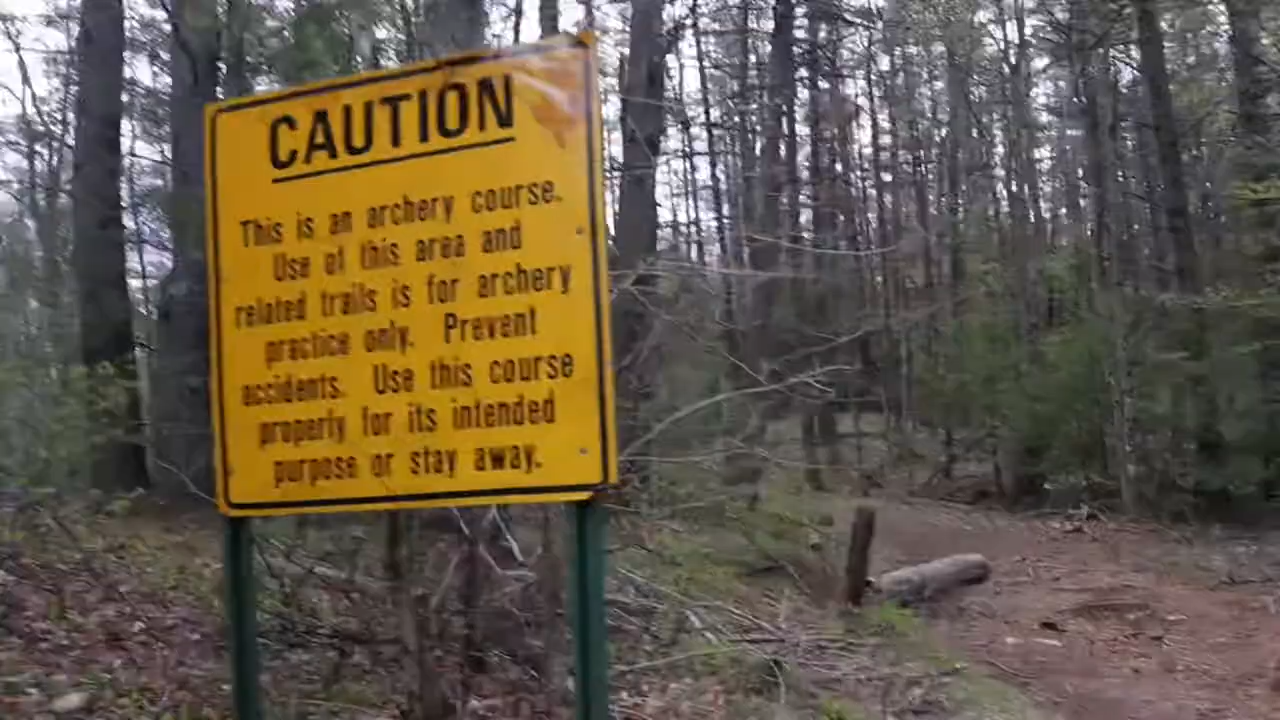 CAUTION
This is an archery course.
Use of this area and
related trails is for archery
practice only. Prevent
accidents. Use this course
properly for its intended
purpose or stay away.